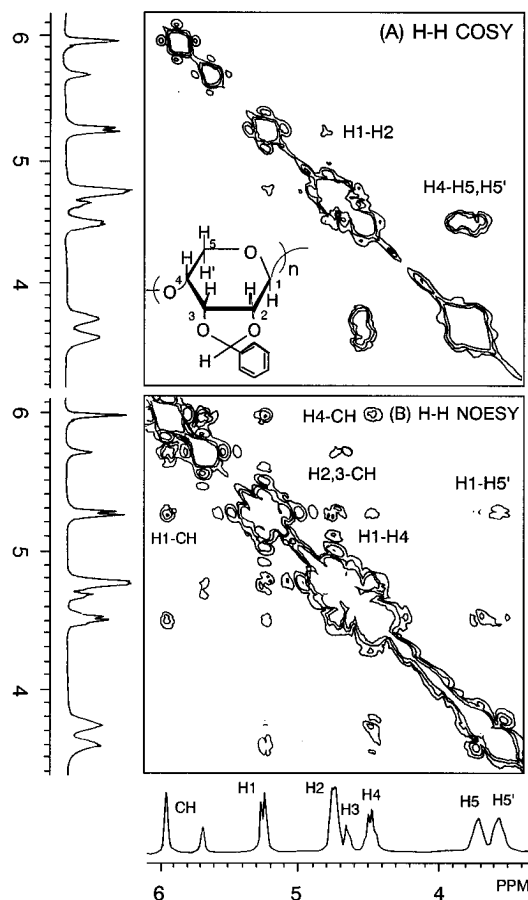 (A) H-H COSY
6
H1-H2
5
H4-H5,H5'
H
5
O
H
4
H'
n
O
H
H
1
H
3
2
O
O
H
4
(B) H-H NOESY
H4-CH
6
H2,3-CH
H1-H5'
H1-CH
H1-H4
5
4
CH
H1
H2
H3
H4
H5
H5'
6
5
4
PPM